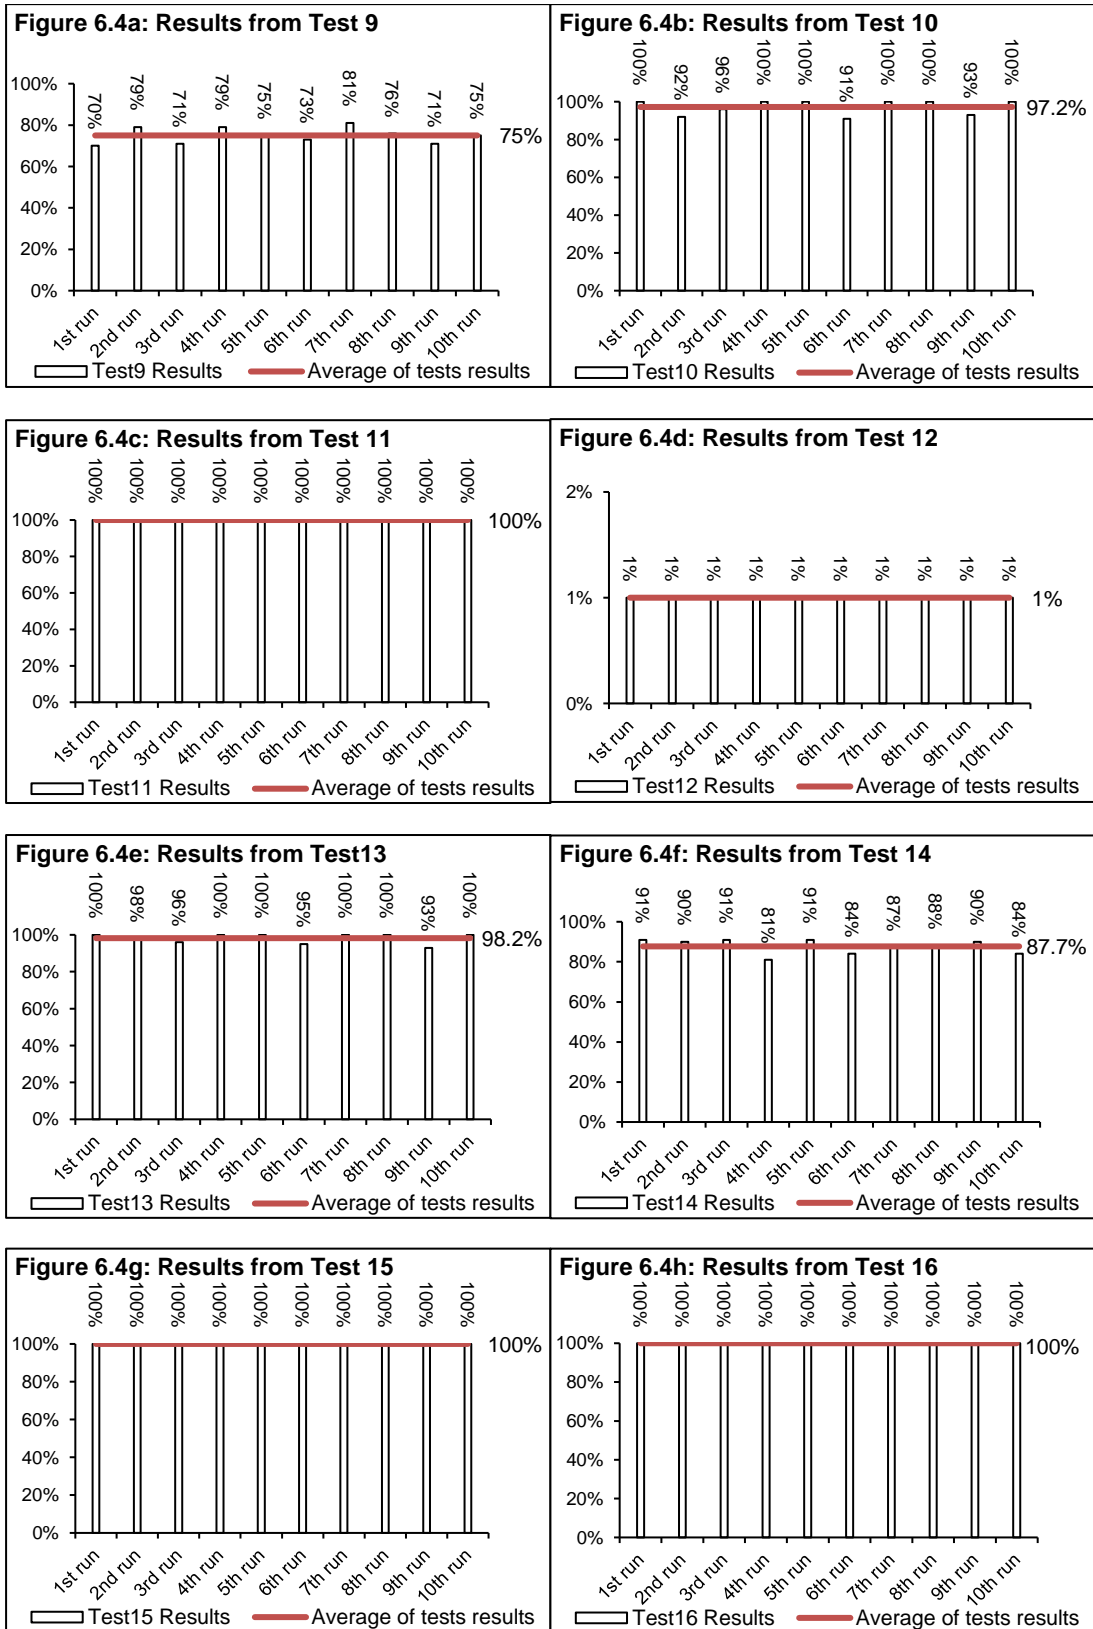 Figure 6.4a: Results from Test 9
70% 79% 71% 79% 75% 73% 81% 76% 71% 75%
100%
80%
60%
40%
20%
0%
75%
1st run 2nd run 3rd run 4th run 5th run 6th run 7th run 8th run 9th run 10th run
Test9 Results Average of tests results
Figure 6.4b: Results from Test 10
100% 92% 96% 100% 100% 91% 100% 100% 93% 100%
100%
80%
60%
40%
20%
0%
97.2%
1st run 2nd run 3rd run 4th run 5th run 6th run 7th run 8th run 9th run 10th run
Test10 Results Average of tests results
Figure 6.4c: Results from Test 11
100% 100% 100% 100% 100% 100% 100% 100% 100% 100%
100%
80%
60%
40%
20%
0%
100%
1st run 2nd run 3rd run 4th run 5th run 6th run 7th run 8th run 9th run 10th run
Test11 Results Average of tests results
Figure 6.4d: Results from Test 12
1% 1% 1% 1% 1% 1% 1% 1% 1% 1%
2%
1%
0%
1%
1st run 2nd run 3rd run 4th run 5th run 6th run 7th run 8th run 9th run 10th run
Test12 Results Average of tests results
Figure 6.4e: Results from Test13
100% 98% 96% 100% 100% 95% 100% 100% 93% 100%
100%
80%
60%
40%
20%
0%
98.2%
1st run 2nd run 3rd run 4th run 5th run 6th run 7th run 8th run 9th run 10th run
Test13 Results Average of tests results
Figure 6.4f: Results from Test 14
91% 90% 91% 81% 91% 84% 87% 88% 90% 84%
100%
80%
60%
40%
20%
0%
87.7%
1st run 2nd run 3rd run 4th run 5th run 6th run 7th run 8th run 9th run 10th run
Test14 Results Average of tests results
Figure 6.4g: Results from Test 15
100% 100% 100% 100% 100% 100% 100% 100% 100% 100%
100%
80%
60%
40%
20%
0%
100%
1st run 2nd run 3rd run 4th run 5th run 6th run 7th run 8th run 9th run 10th run
Test15 Results Average of tests results
Figure 6.4h: Results from Test 16
100% 100% 100% 100% 100% 100% 100% 100% 100% 100%
100%
80%
60%
40%
20%
0%
100%
1st run 2nd run 3rd run 4th run 5th run 6th run 7th run 8th run 9th run 10th run
Test16 Results Average of tests results